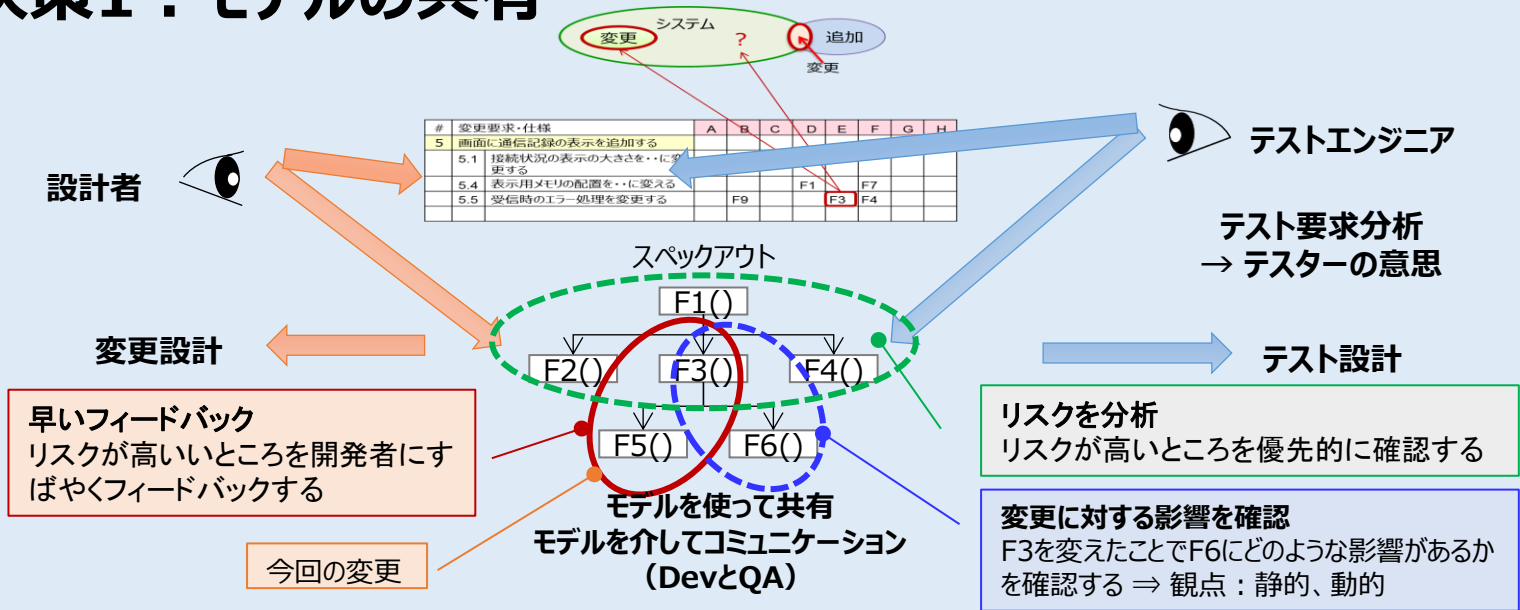 決策1：モデルの共有
システム
変更
？
追加
変更
# 変更要求・仕様 A B C D E F G H
5 画面に通信記録の表示を追加する
5.1 接続状況の表示の大きさを・・に変
更する
5.4 表示用メモリの配置を・・に変える F1 F7
5.5 受信時のエラー処理を変更する F9 F3 F4
設計者
テストエンジニア
テスト要求分析
→ テスターの意思
スペックアウト
F1()
F2() F3() F4()
F5() F6()
変更設計
テスト設計
早いフィードバック
リスクが高いいところを開発者にす
ばやくフィードバックする
今回の変更
モデルを使って共有
モデルを介してコミュニケーション
（DevとQA）
リスクを分析
リスクが高いところを優先的に確認する
変更に対する影響を確認
F3を変えたことでF6にどのような影響があるか
を確認する ⇒ 観点：静的、動的